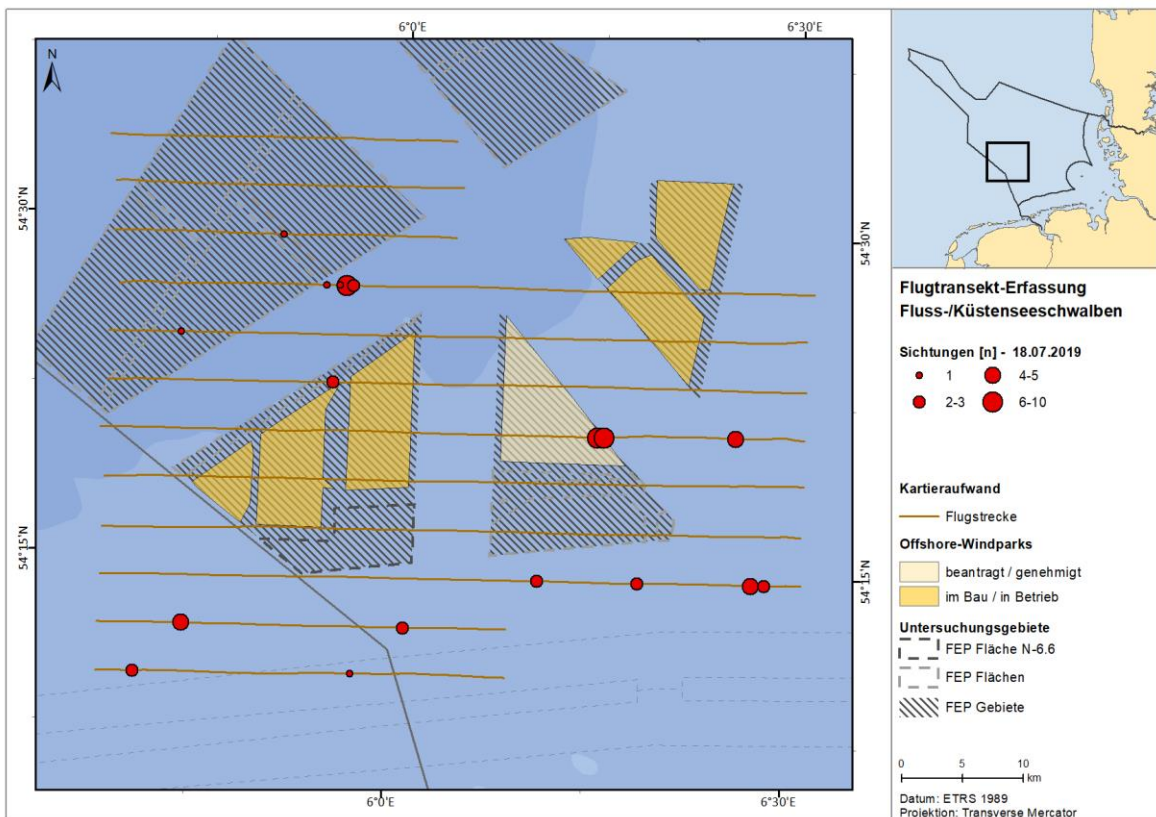 6°0'E
6°30'E
N
54°30'N
54°30'N
54°15'N
54°15'N
6°0'E
6°30'E
Flugtransekt-Erfassung
Fluss-/Küstenseeschwalben
Sichtungen [n] - 18.07.2019
1
4-5
2-3
6-10
Kartieraufwand
Flugstrecke
Offshore-Windparks
beantragt / genehmigt
im Bau / in Betrieb
Untersuchungsgebiete
FEP Fläche N-6.6
FEP Flächen
FEP Gebiete
0 5 10
km
Datum: ETRS 1989
Projektion: Transverse Mercator